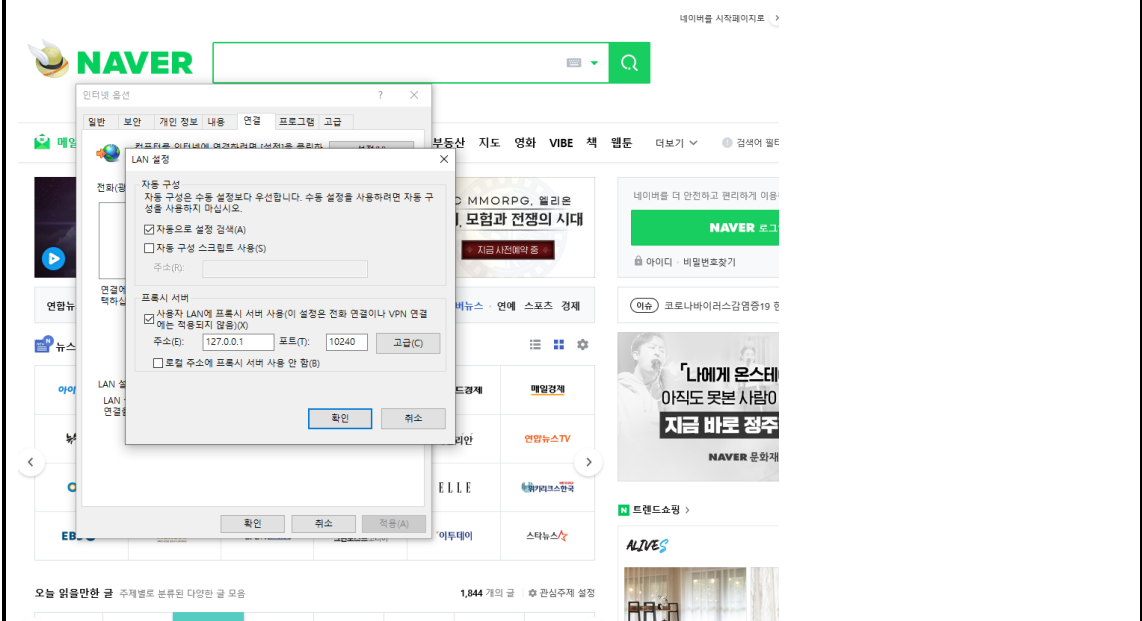 네이버를 시작페이지로
NAVER
인터넷 옵션
일반 보안 개인 정보 내용 연결 프로그램 고급
부동산 지도 영화 VIBE 책 웹툰 더보기
LAN 설정
자동 구성
자동 구성은 수동 설정보다 우선합니다. 수동 설정을 사용하려면 자동 구
성을 사용하지 마십시오.
자동으로 설정 검색(A)
자동 구성 스크립트 사용(S)
주소(R):
프록시 서버
사용자 LAN에 프록시 서버 사용(이 설정은 전화 연결이나 VPN 연결
에는 적용되지 않음)(X)
주소(E): 127.0.0.1 포트(T): 10240 고급(C)
로컬 주소에 프록시 서버 사용 안 함(B)
확인 취소
확인 취소 적용(A)
MMORPG, 엘리온
모험과 전쟁의 시대
지금 사전예약 중
네이버를 더 안전하고 편리하게 이용
NAVER 로그
아이디 · 비밀번호찾기
연예 스포츠 경제
이슈 코로나바이러스감염증19
뉴스
매일경제
연합뉴스TV
ELLE
위키리크스한국
이투데이
스타뉴스
「나에게 온스테
아직도 못본 사람
지금 바로 정주
NAVER 문화재
트렌드쇼핑
ALIVES
오늘 읽을만한 글 주제별로 분류된 다양한 글 모음
1,844 개의 글 관심주제 설정